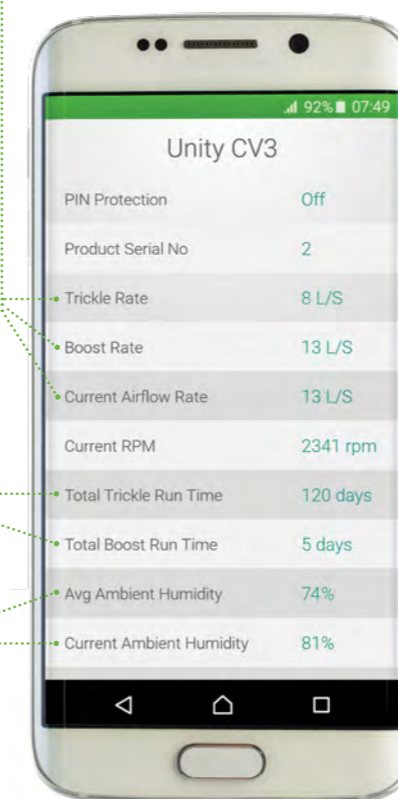 92% 07:49
Unity CV3
PIN Protection Off
Product Serial No 2
Trickle Rate 8 L/S
Boost Rate 13 L/S
Current Airflow Rate 13 L/S
Current RPM 2341 rpm
Total Trickle Run Time 120 days
Total Boost Run Time 5 days
Avg Ambient Humidity 74%
Current Ambient Humidity 81%